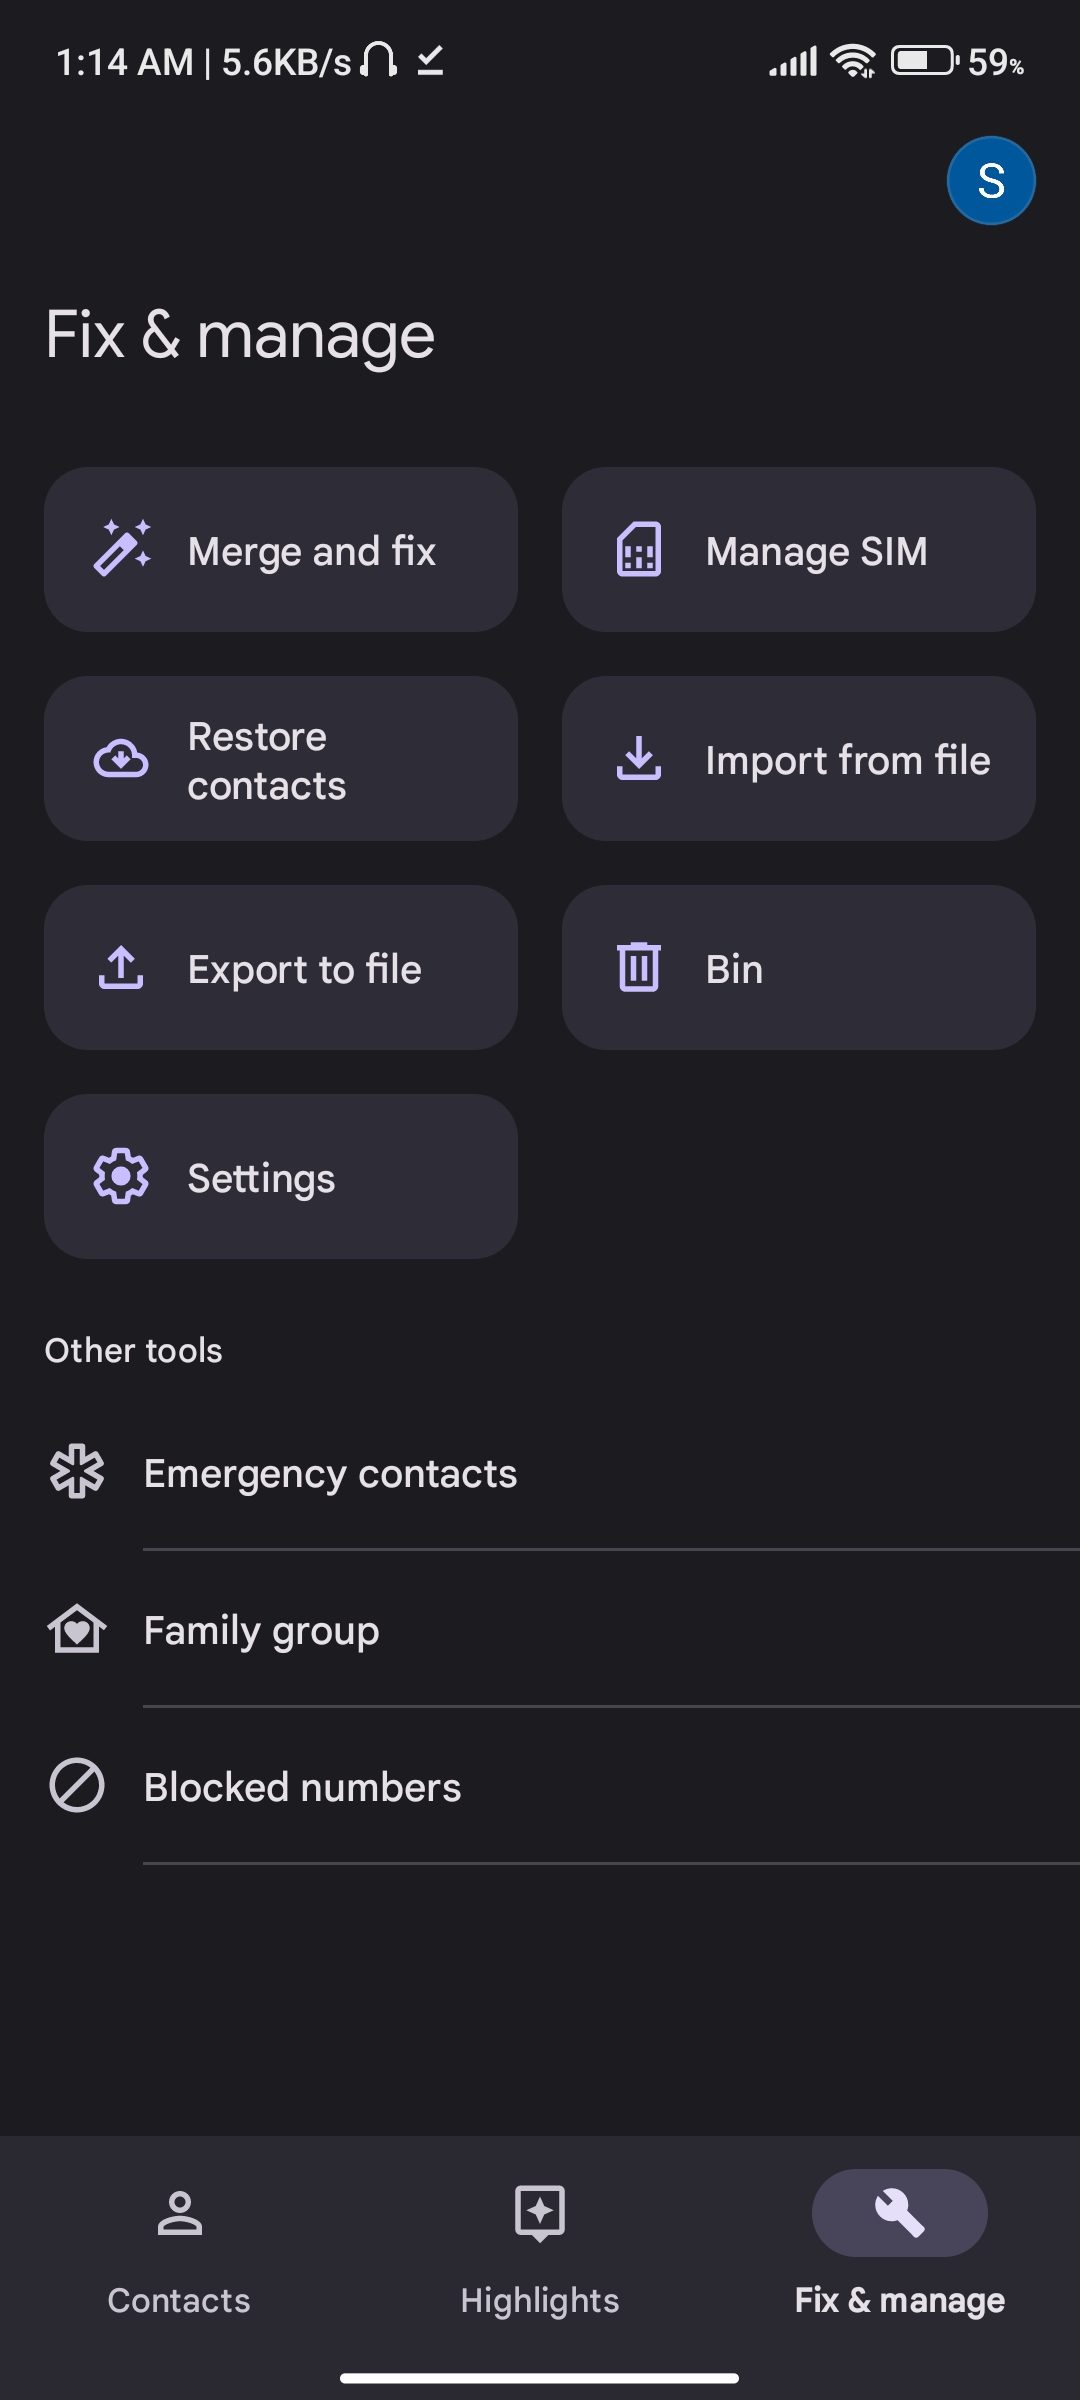 1:14 AM | 5.6KB/s
59%
S
Fix & manage
Merge and fix
Manage SIM
Restore
contacts
Import from file
Export to file
Bin
Settings
Other tools
Emergency contacts
Family group
Blocked numbers
Contacts
Highlights
Fix & manage